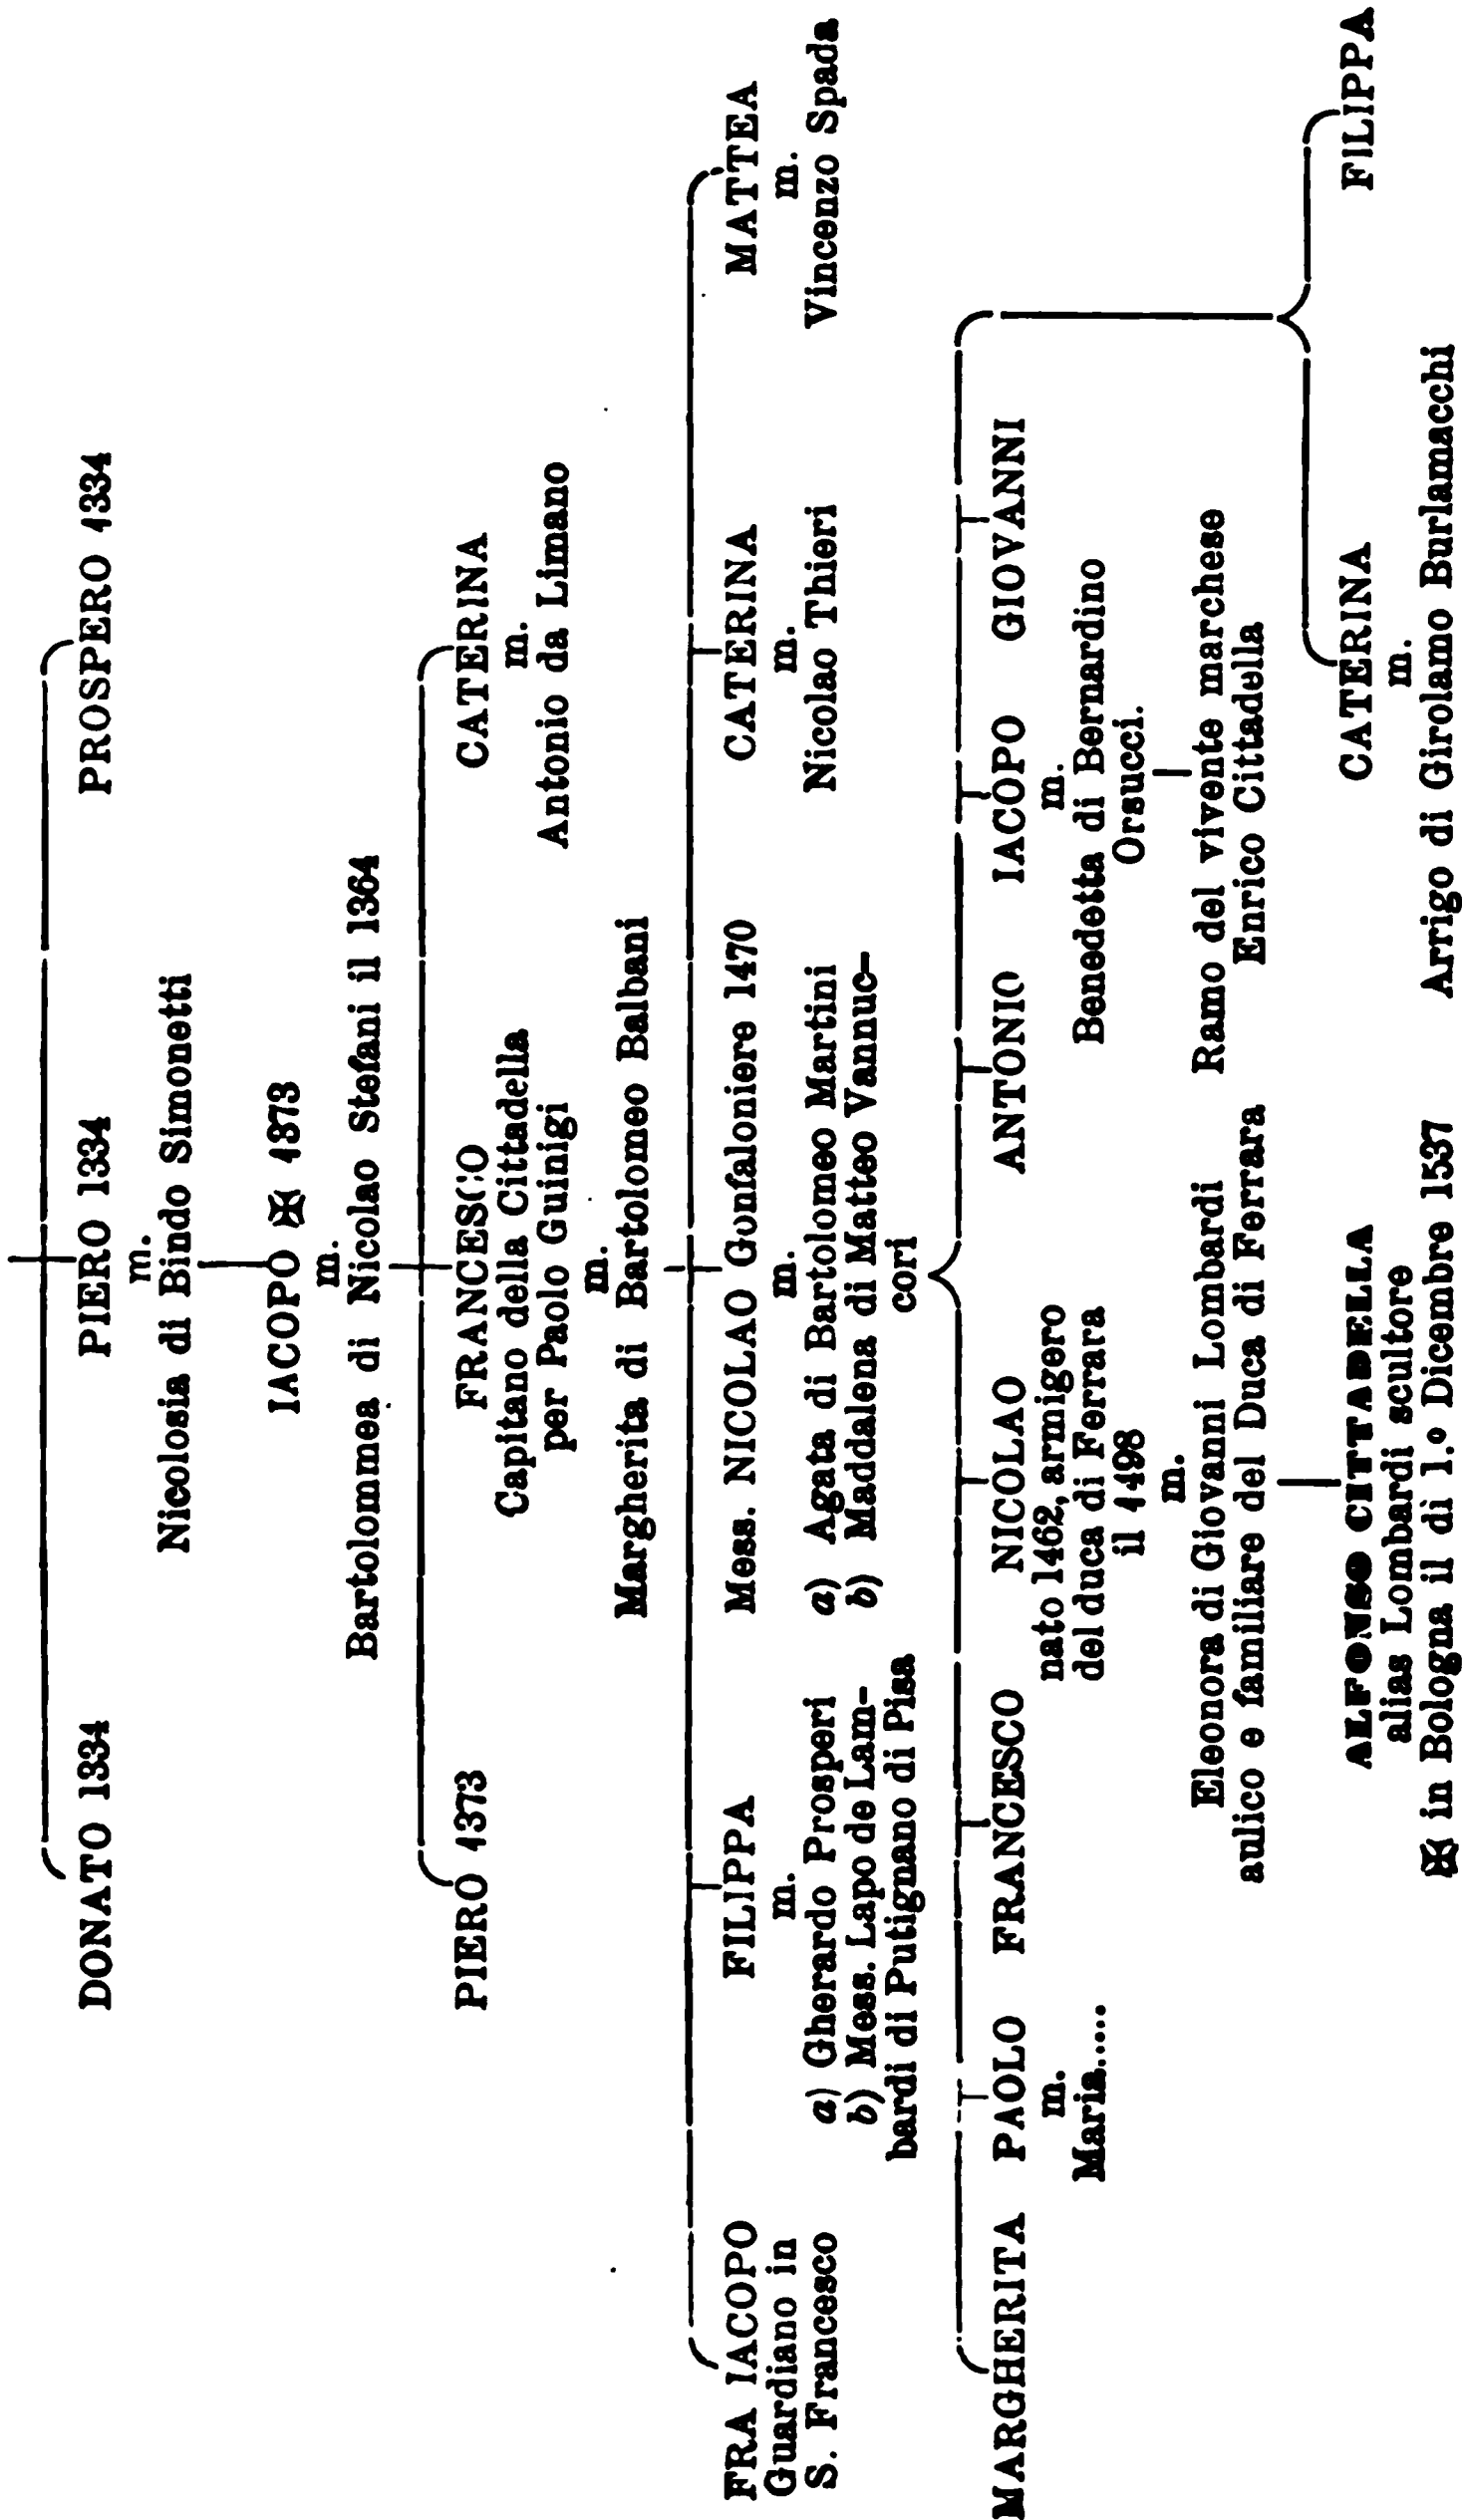 DONATO 1334
PIERO 1334
PROSPERO 1334
m.
Nicolosia di Bindo Simonetti
IACOPO ✠ 1373
m.
Bartolommea di Nicolao Stefani il 1364
PIERO 1373
FRANCESCO
Capitano della Cittadella
per Paolo Guinigi
m.
Margherita di Bartolomeo Balbani
CATERINA
m.
Antonio da Limano
FRA IACOPO
Guardiano in
S. Francesco
FILIPPA
m.
a) Gherardo Prosperi
b) Mess. Lapo de Lam-
bardi di Putignano di Pisa
Mess. NICOLAO Gonfaloniere 1470
m.
a) Agata di Bartolomeo Martini
b) Maddalena di Matteo Vannuc-
cori
CATERINA
m.
Nicolao Thieri
MATTEA
m.
Vincenzo Spada
MARGHERITA
PAOLO
m.
Maria.....
FRANCESCO
NICOLAO
nato 1462, armigero
del duca di Ferrara
il 1498
m.
Eleonora di Giovanni Lombardi
aulico e familiare del Duca di Ferrara
ANTONIO
IACOPO
m.
Benedetta di Bernardino
Orsucci.
Ramo del vivente marchese
Enrico Cittadella
GIOVANNI
ALFONSO CITTADELLA
alias Lombardi scultore
✠ in Bologna il dì 1.º Dicembre 1537
CATERINA
m.
Arrigo di Girolamo Burlamacchi
FILIPPA